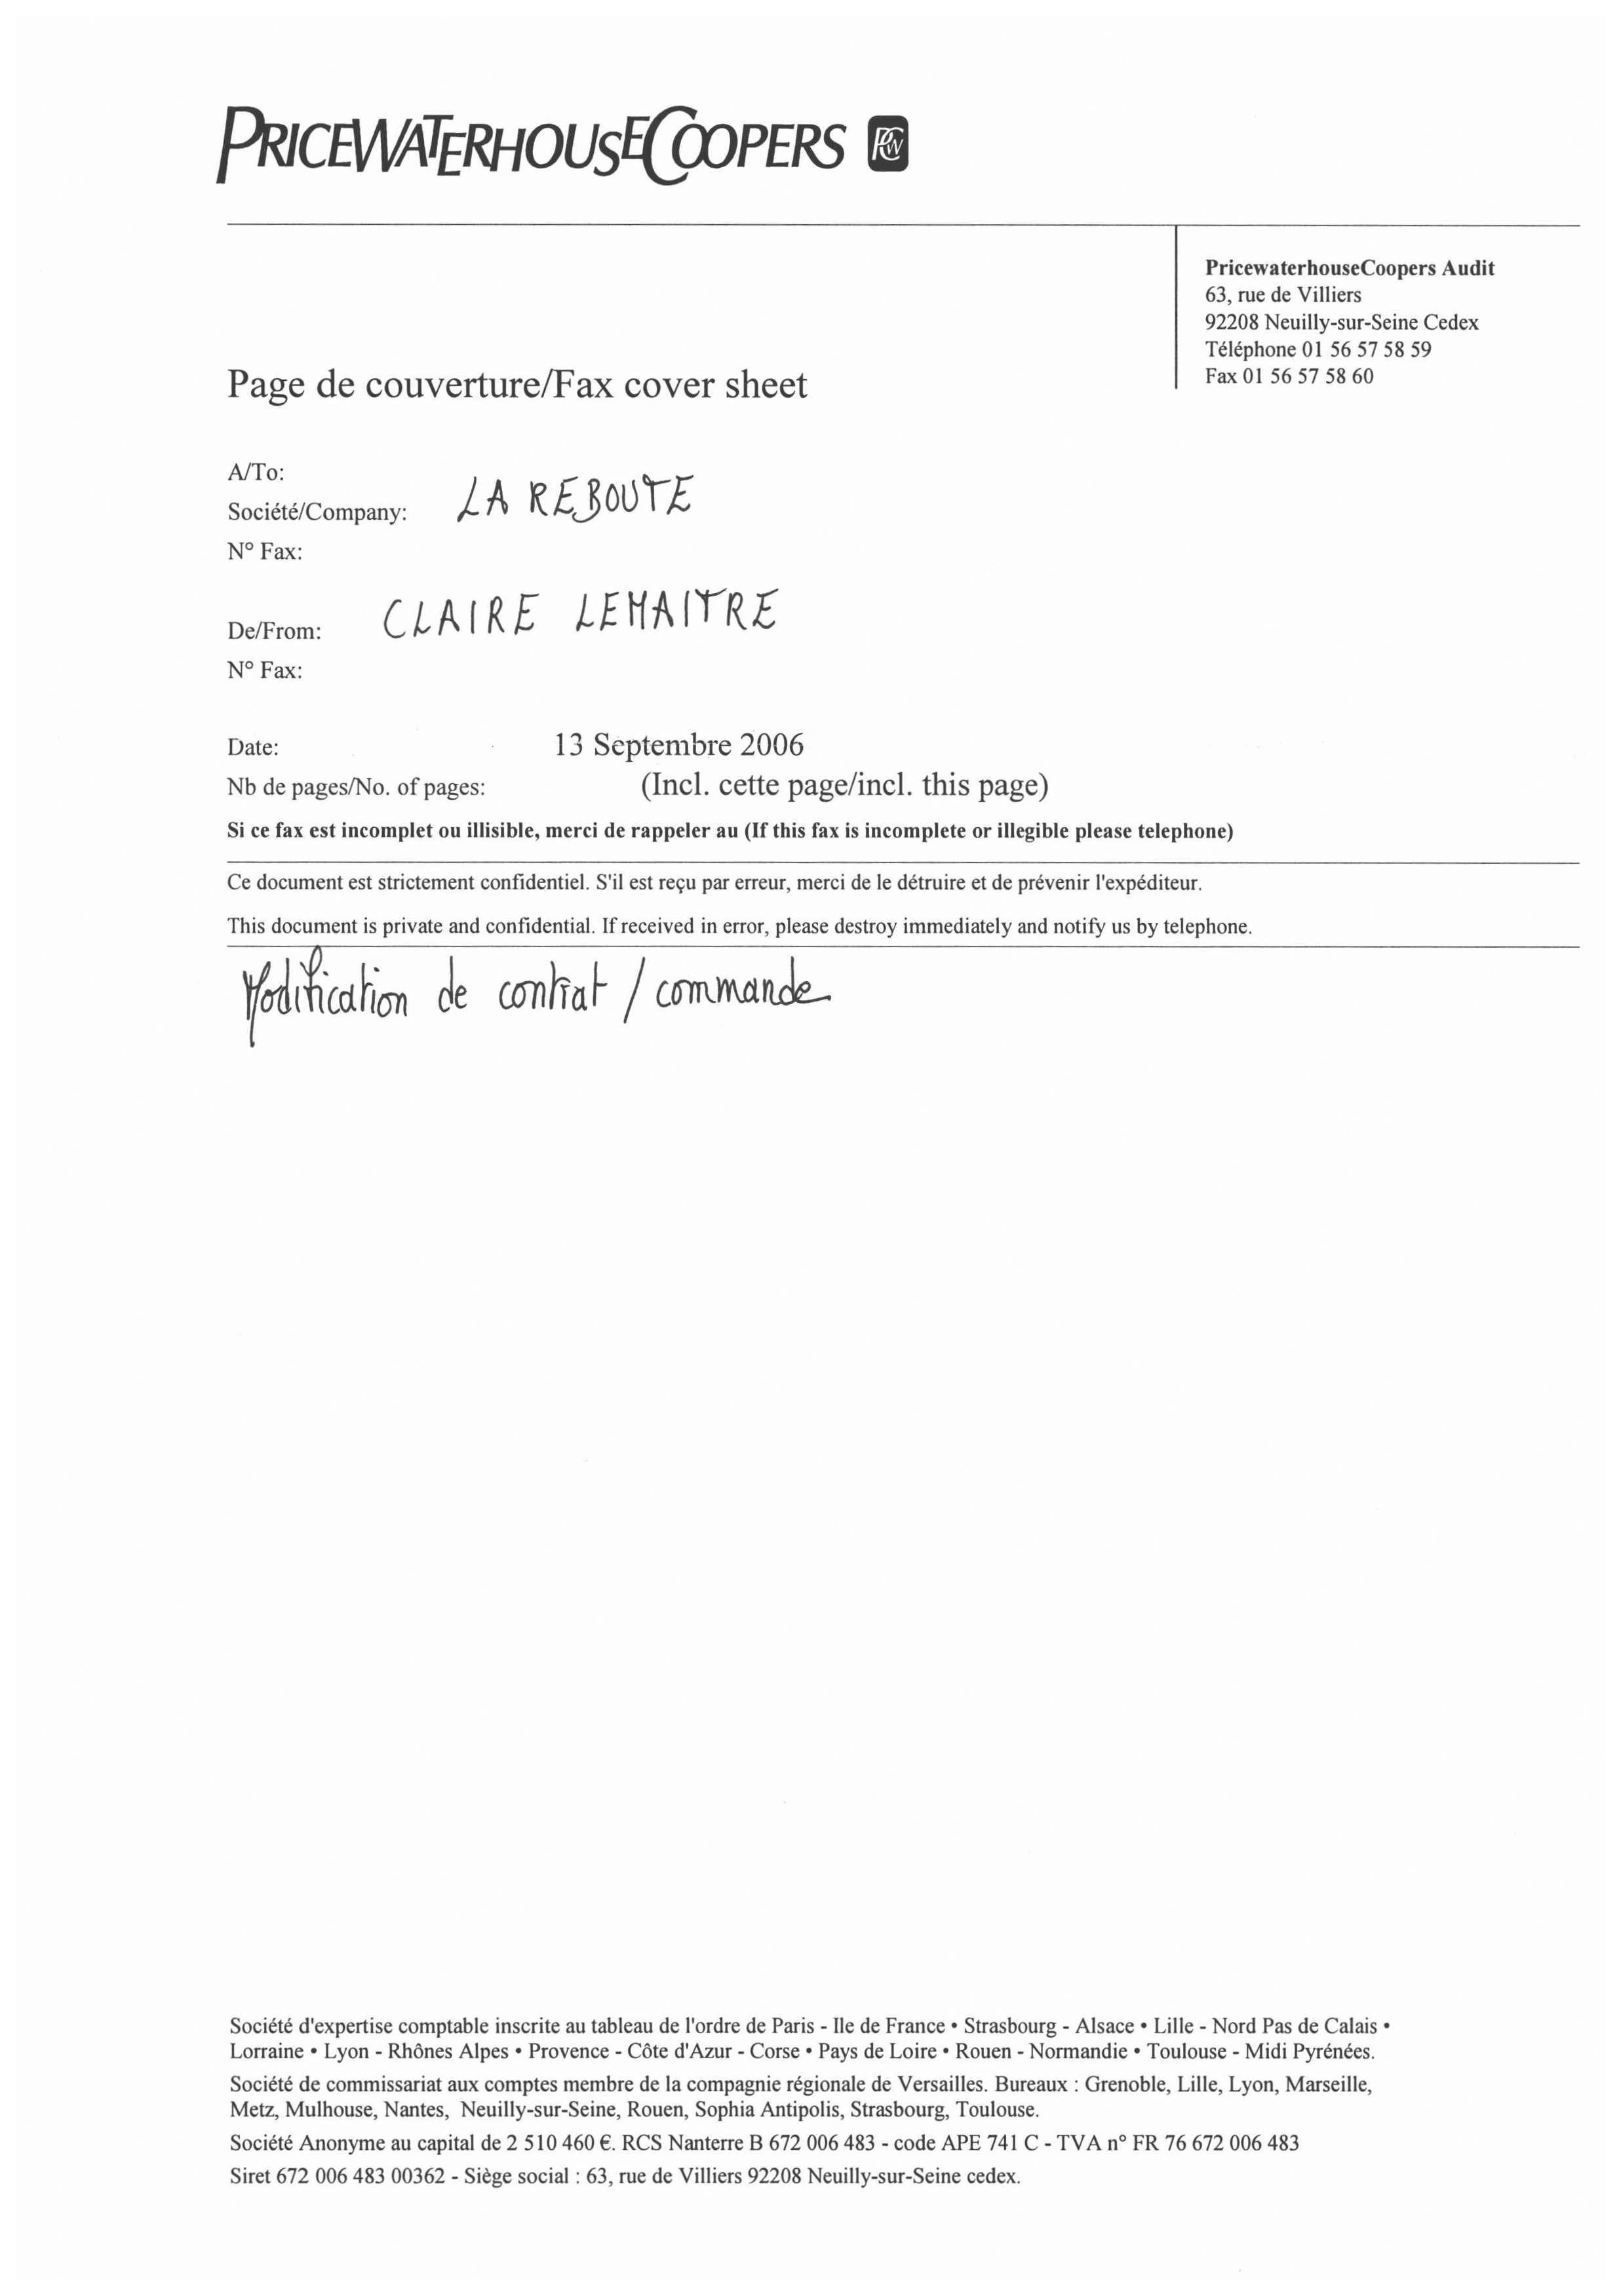 PRICEWATERHOUSECOOPERS PCW
PricewaterhouseCoopers Audit
63, rue de Villiers
92208 Neuilly-sur-Seine Cedex
Téléphone 01 56 57 58 59
Fax 01 56 57 58 60
Page de couverture/Fax cover sheet
A/To:
Société/Company: LA REBOUTE
N° Fax:
De/From: CLAIRE LEMAITRE
N° Fax:
Date: 13 Septembre 2006
Nb de pages/No. of pages: (Incl. cette page/incl. this page)
Si ce fax est incomplet ou illisible, merci de rappeler au (If this fax is incomplete or illegible please telephone)
Ce document est strictement confidentiel. S'il est reçu par erreur, merci de le détruire et de prévenir l'expéditeur.
This document is private and confidential. If received in error, please destroy immediately and notify us by telephone.
Modification de contrat / commande
Société d'expertise comptable inscrite au tableau de l'ordre de Paris - Ile de France • Strasbourg - Alsace • Lille - Nord Pas de Calais •
Lorraine • Lyon - Rhônes Alpes • Provence - Côte d'Azur - Corse • Pays de Loire • Rouen - Normandie • Toulouse - Midi Pyrénées.
Société de commissariat aux comptes membre de la compagnie régionale de Versailles. Bureaux : Grenoble, Lille, Lyon, Marseille,
Metz, Mulhouse, Nantes, Neuilly-sur-Seine, Rouen, Sophia Antipolis, Strasbourg, Toulouse.
Société Anonyme au capital de 2 510 460 €. RCS Nanterre B 672 006 483 - code APE 741 C - TVA n° FR 76 672 006 483
Siret 672 006 483 00362 - Siège social : 63, rue de Villiers 92208 Neuilly-sur-Seine cedex.